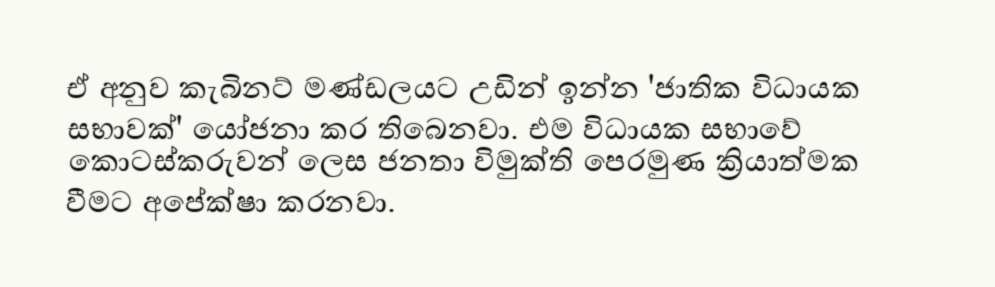 ඒ අනුව කැබිනට් මණ්ඩලයට උඩින් ඉන්න 'ජාතික විධායක
සභාවක්' යෝජනා කර තිබෙනවා. එම විධායක සභාවේ
කොටස්කරුවන් ලෙස ජනතා විමුක්ති පෙරමුණ ක්‍රියාත්මක
වීමට අපේක්ෂා කරනවා.